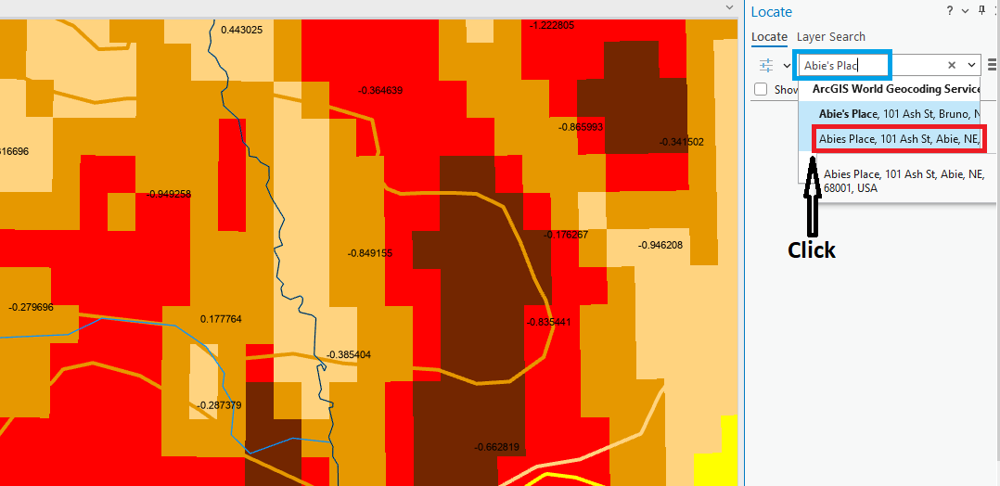 Locate
?
Locate Layer Search
Abie's Plac
Show
ArcGIS World Geocoding Service
Abie's Place, 101 Ash St, Bruno, N
Abies Place, 101 Ash St, Abie, NE,
Abies Place, 101 Ash St, Abie, NE,
68001, USA
Click
0.443025
-1.222805
-0.364639
-0.865993
-0.341502
316696
-0.949258
-0.176267
-0.946208
-0.849155
-0.279696
0.177764
-0.835441
-0.385404
-0.287379
-0.662819